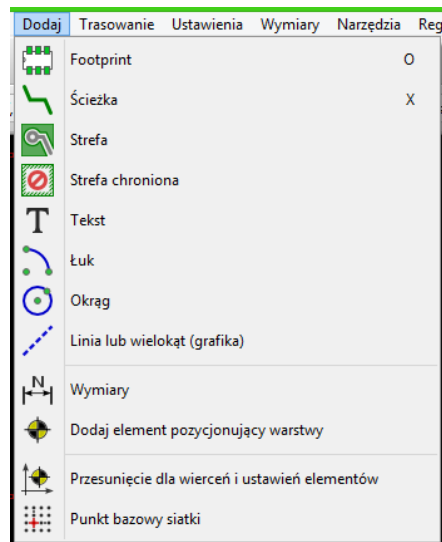 Dodaj Trasowanie Ustawienia Wymiary Narzędzia Reg
Footprint O
Ścieżka X
Strefa
Strefa chroniona
T Tekst
Łuk
Okrąg
Linia lub wielokąt (grafika)
N Wymiary
Dodaj element pozycjonujący warstwy
Przesunięcie dla wierceń i ustawień elementów
Punkt bazowy siatki